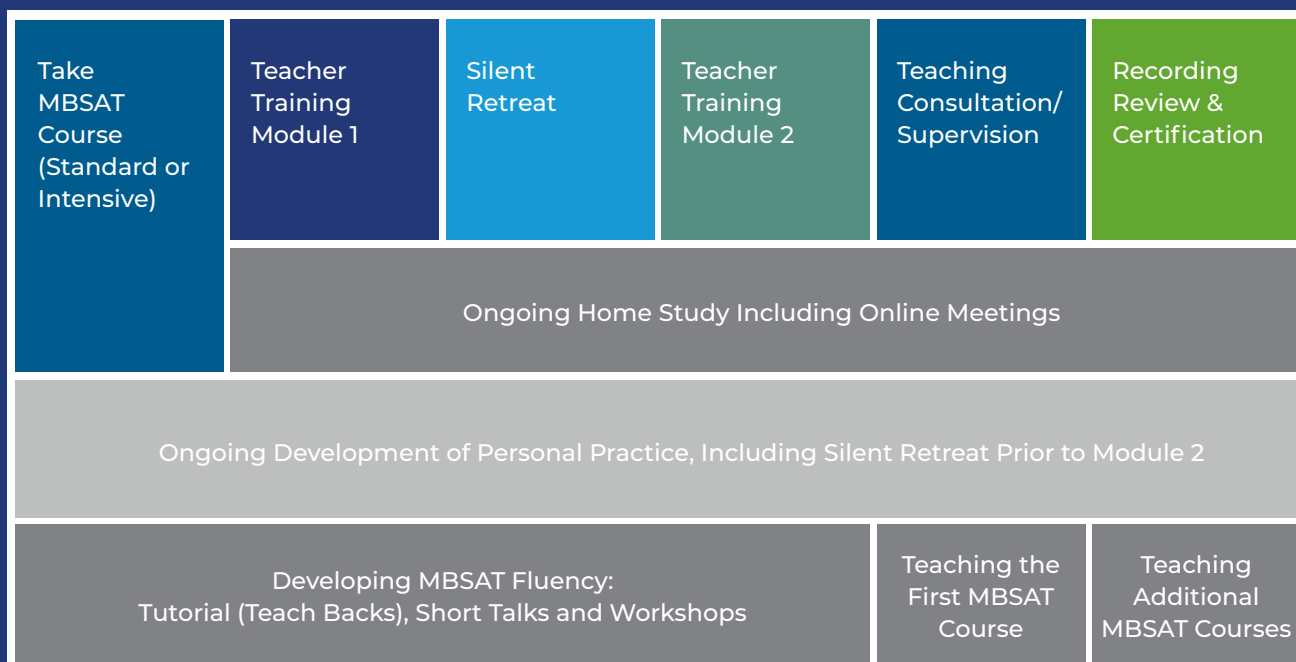 Take
MBSAT
Course
(Standard or
Intensive)
Teacher
Training
Module 1
Silent
Retreat
Teacher
Training
Module 2
Teaching
Consultation/
Supervision
Recording
Review &
Certification
Ongoing Home Study Including Online Meetings
Ongoing Development of Personal Practice, Including Silent Retreat Prior to Module 2
Developing MBSAT Fluency:
Tutorial (Teach Backs), Short Talks and Workshops
Teaching the
First MBSAT
Course
Teaching
Additional
MBSAT Courses